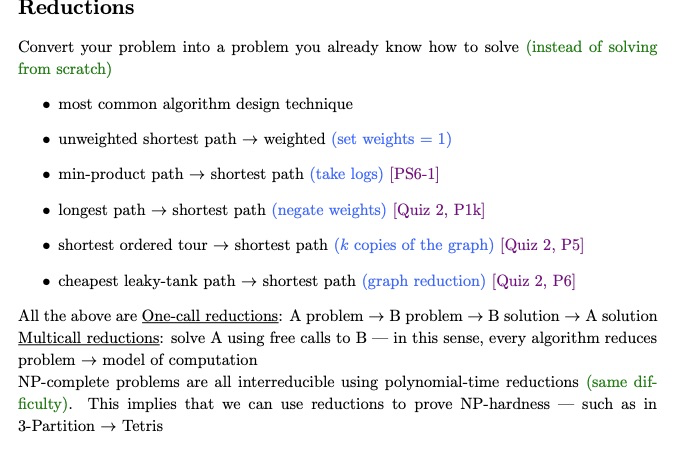 Reductions
Convert your problem into a problem you already know how to solve (instead of solving
from scratch)
• most common algorithm design technique
• unweighted shortest path → weighted (set weights = 1)
• min-product path → shortest path (take logs) [PS6-1]
• longest path → shortest path (negate weights) [Quiz 2, P1k]
• shortest ordered tour → shortest path (k copies of the graph) [Quiz 2, P5]
• cheapest leaky-tank path → shortest path (graph reduction) [Quiz 2, P6]
All the above are One-call reductions: A problem → B problem → B solution → A solution
Multicall reductions: solve A using free calls to B — in this sense, every algorithm reduces
problem → model of computation
NP-complete problems are all interreducible using polynomial-time reductions (same dif-
ficulty). This implies that we can use reductions to prove NP-hardness — such as in
3-Partition → Tetris